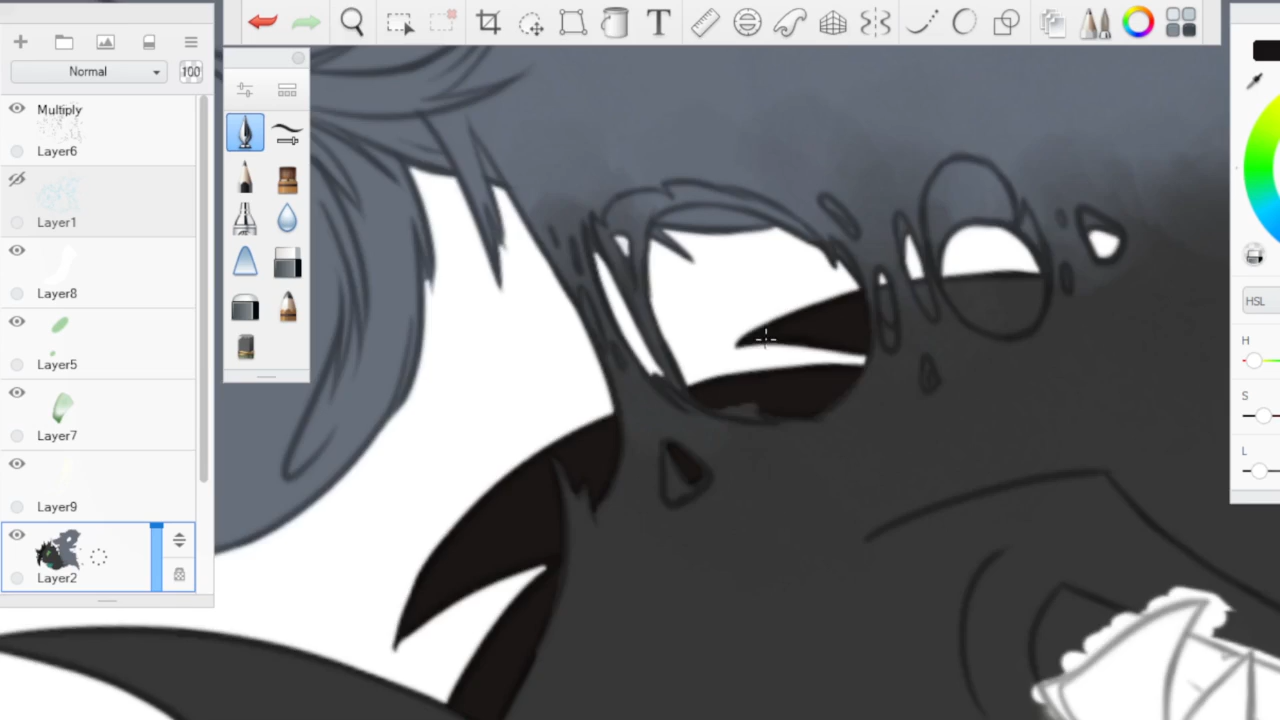 Normal
100
Multiply
Layer6
Layer1
Layer8
Layer5
Layer7
Layer9
Layer2
T
HSL
H
S
L